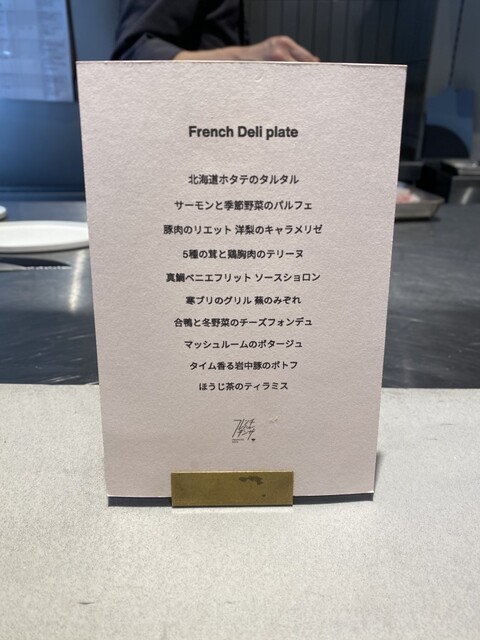 French Deli plate
北海道ホタテのタルタル
サーモンと季節野菜のパルフェ
豚肉のリエット 洋梨のキャラメリゼ
5種の茸と鶏胸肉のテリーヌ
真鯛ベニエフリット ソースショロン
寒ブリのグリル 蕪のみぞれ
合鴨と冬野菜のチーズフォンデュ
マッシュルームのポタージュ
タイム香る岩中豚のポトフ
ほうじ茶のティラミス